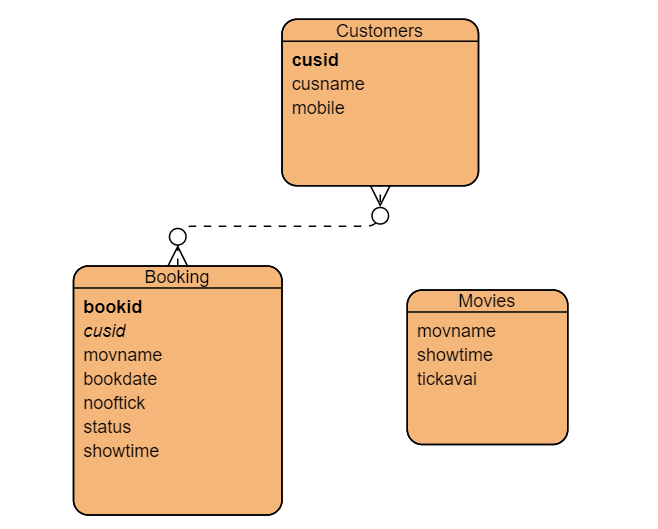 Customers
cusid
cusname
mobile
Booking
bookid
cusid
movname
bookdate
nooftick
status
showtime
Movies
movname
showtime
tickavai